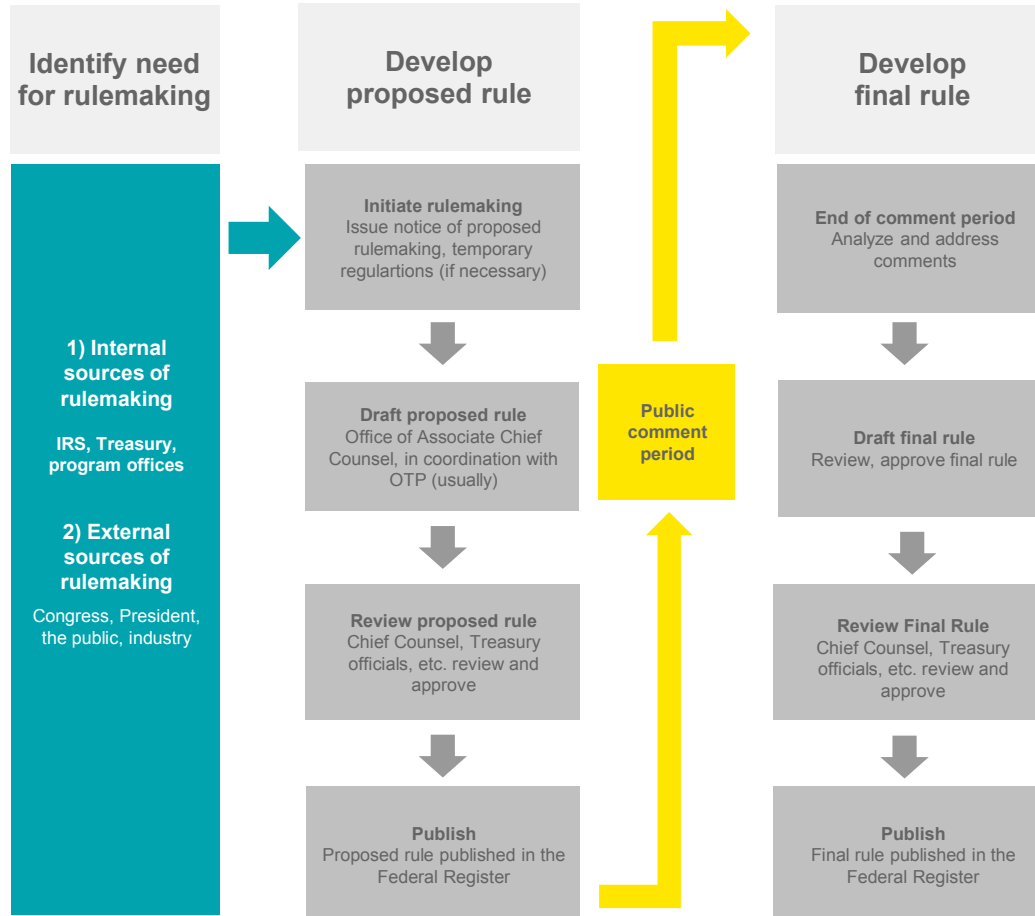 Identify need
for rulemaking
1) Internal
sources of
rulemaking
IRS, Treasury,
program offices
2) External
sources of
rulemaking
Congress, President,
the public, industry
Develop
proposed rule
Initiate rulemaking
Issue notice of proposed
rulemaking, temporary
regulartions (if necessary)
Draft proposed rule
Office of Associate Chief
Counsel, in coordination with
OTP (usually)
Review proposed rule
Chief Counsel, Treasury
officials, etc. review and
approve
Publish
Proposed rule published in the
Federal Register
Public
comment
period
Develop
final rule
End of comment period
Analyze and address
comments
Draft final rule
Review, approve final rule
Review Final Rule
Chief Counsel, Treasury
officials, etc. review and
approve
Publish
Final rule published in the
Federal Register